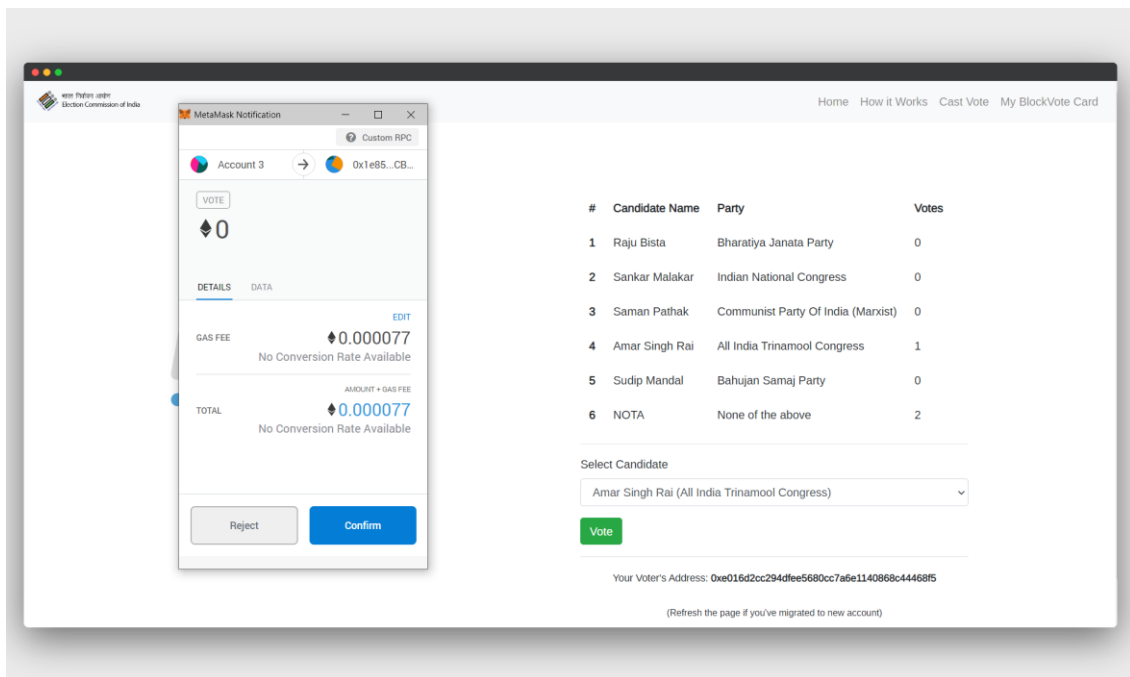 भारत निर्वाचन आयोग
Election Commission of India
Home How it Works Cast Vote My BlockVote Card
MetaMask Notification
Custom RPC
Account 3 0x1e85...CB...
VOTE
0
DETAILS DATA
EDIT
GAS FEE 0.000077
No Conversion Rate Available
AMOUNT + GAS FEE
TOTAL 0.000077
No Conversion Rate Available
Reject Confirm
# Candidate Name Party Votes
1 Raju Bista Bharatiya Janata Party 0
2 Sankar Malakar Indian National Congress 0
3 Saman Pathak Communist Party Of India (Marxist) 0
4 Amar Singh Rai All India Trinamool Congress 1
5 Sudip Mandal Bahujan Samaj Party 0
6 NOTA None of the above 2
Select Candidate
Amar Singh Rai (All India Trinamool Congress)
Vote
Your Voter's Address: 0xe016d2cc294dfee5680cc7a6e1140868c44468f5
(Refresh the page if you've migrated to new account)